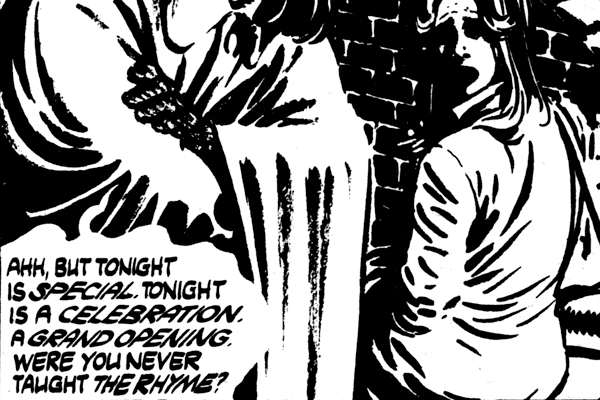 AHH, BUT TONIGHT
IS SPECIAL. TONIGHT
IS A CELEBRATION.
A GRAND OPENING.
WERE YOU NEVER
TAUGHT THE RHYME?